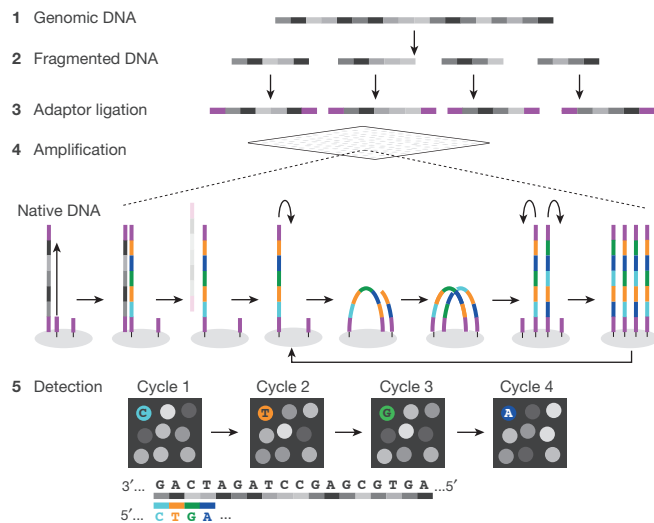 1 Genomic DNA
2 Fragmented DNA
3 Adaptor ligation
4 Amplification
Native DNA
5 Detection Cycle 1 Cycle 2 Cycle 3 Cycle 4
C T G A
3′... G A C T A G A T C C G A G C G T G A ...5′
5′... C T G A ...